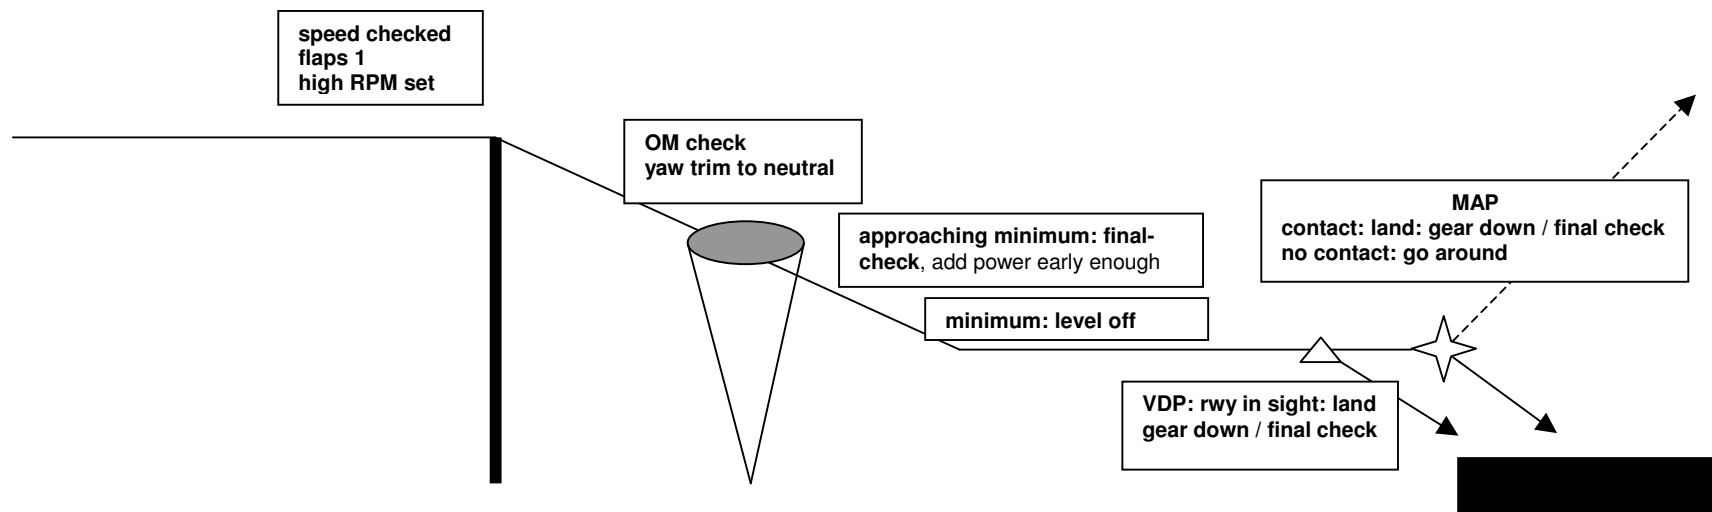 speed checked
flaps 1
high RPM set
OM check
yaw trim to neutral
approaching minimum: final-
check, add power early enough
minimum: level off
MAP
contact: land: gear down / final check
no contact: go around
VDP: rwy in sight: land
gear down / final check